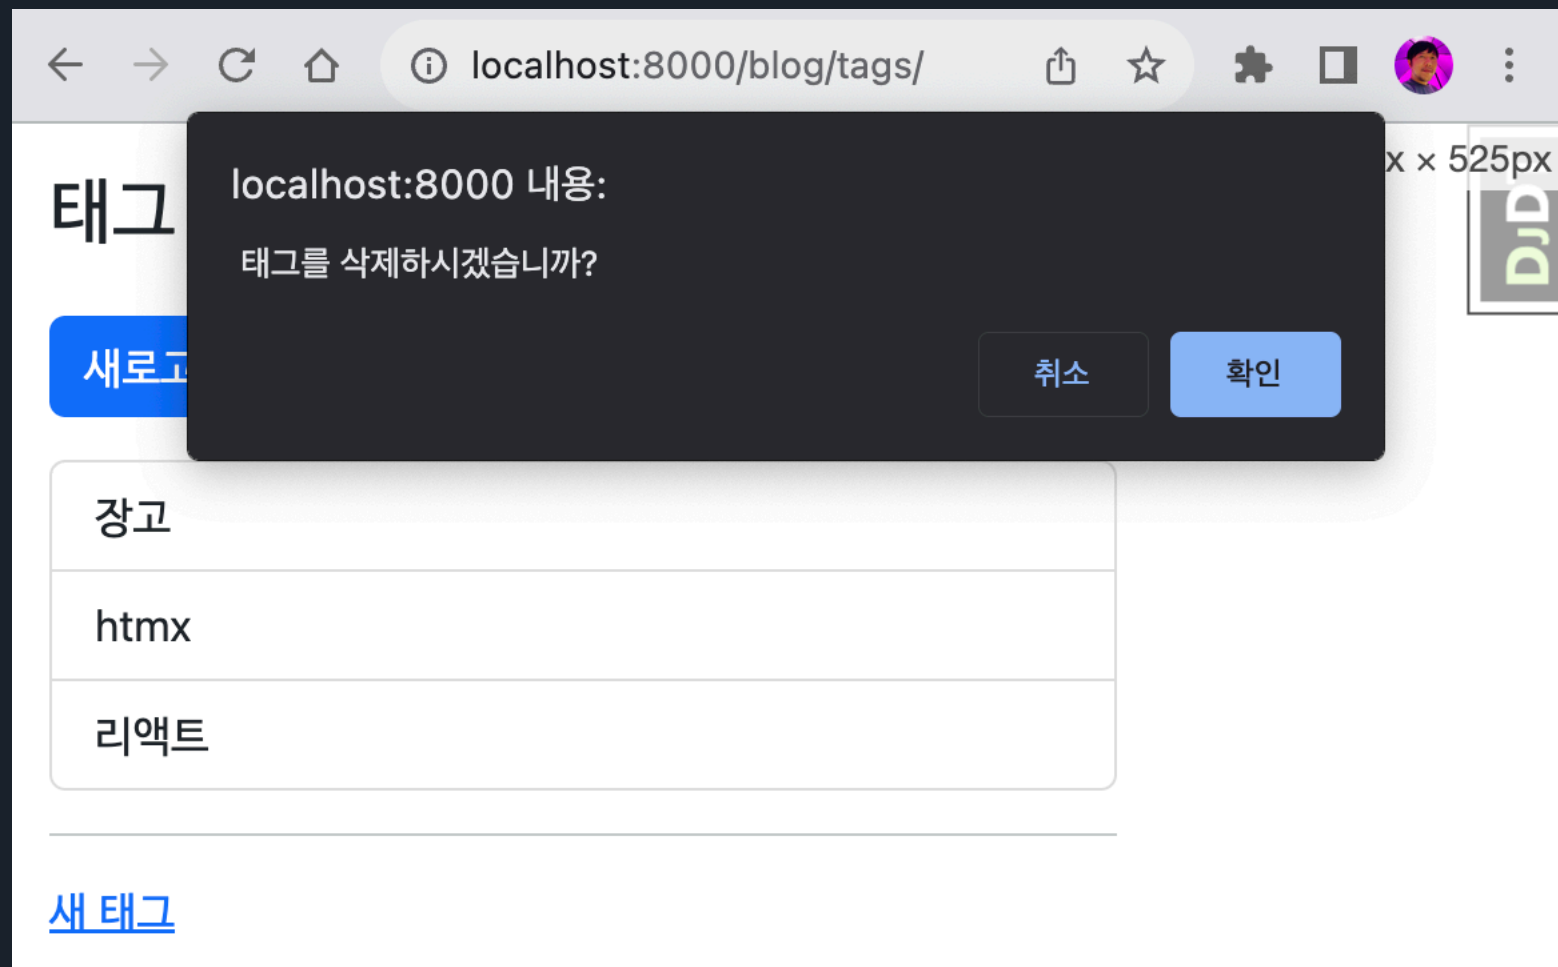 localhost:8000/blog/tags/
localhost:8000 내용:
x × 525px
태그를 삭제하시겠습니까?
취소
확인
태그
DJDT
새로고
장고
htmx
리액트
새 태그